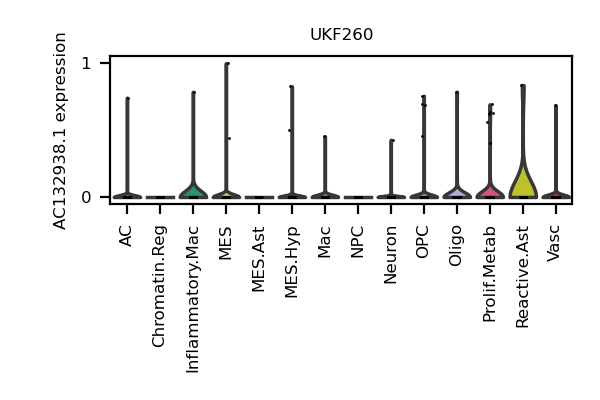 UKF260
AC132938.1 expression
1
0
AC
Chromatin.Reg
Inflammatory.Mac
MES
MES.Ast
MES.Hyp
Mac
NPC
Neuron
OPC
Oligo
Prolif.Metab
Reactive.Ast
Vasc